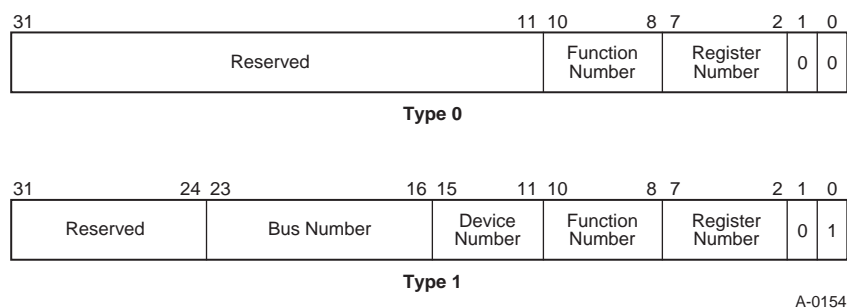 31 11 10 8 7 2 1 0
Reserved Function Number Register Number 0 0
Type 0
31 24 23 16 15 11 10 8 7 2 1 0
Reserved Bus Number Device Number Function Number Register Number 0 1
Type 1
A-0154